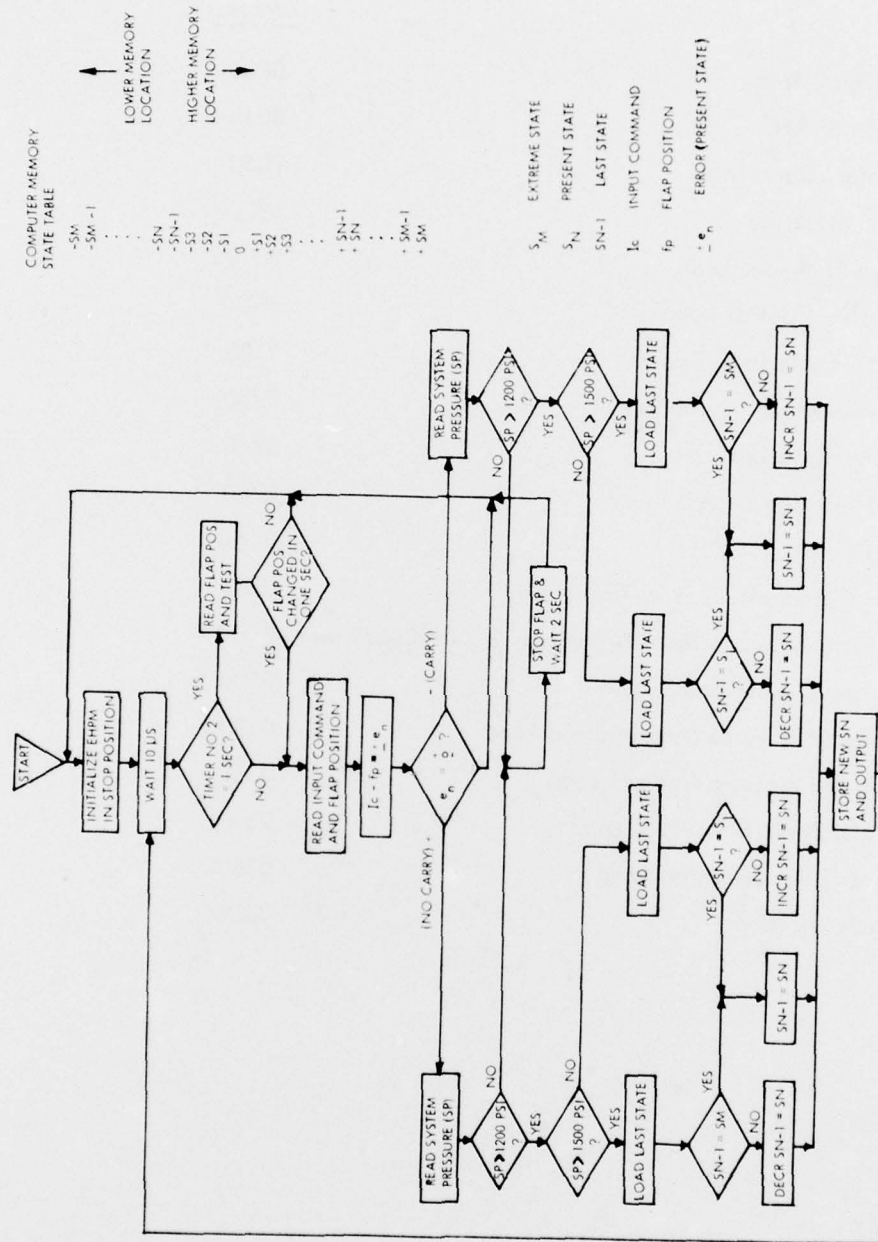 START
INITIALIZE EHPM
IN STOP POSITION
WAIT 10 US
TIMER NO 2
= 1 SEC?
YES
NO
READ FLAP POS
AND TEST
FLAP POS
CHANGED IN
ONE SEC?
NO
YES
READ INPUT COMMAND
AND FLAP POSITION
Ic - fp = ± en
en = ± 0 ?
(NO CARRY) +
- (CARRY)
STOP FLAP &
WAIT 2 SEC
READ SYSTEM
PRESSURE (SP)
SP > 1200 PSI
?
NO
YES
SP > 1500 PSI
?
NO
YES
LOAD LAST STATE
SN-1 = SM
?
YES
NO
DECR SN-1 = SN
SN-1 = SN
LOAD LAST STATE
SN-1 = S1
?
YES
NO
INCR SN-1 = SN
READ SYSTEM
PRESSURE (SP)
SP > 1200 PSI
?
NO
YES
SP > 1500 PSI
?
NO
YES
LOAD LAST STATE
SN-1 = S1
?
YES
NO
DECR SN-1 = SN
SN-1 = SN
LOAD LAST STATE
SN-1 = SM
?
YES
NO
INCR SN-1 = SN
STORE NEW SN
AND OUTPUT
COMPUTER MEMORY
STATE TABLE
-SM
-SM -1
-SN
-SN-1
-S3
-S2
-S1
0
+S1
+S2
+S3
+ SN-1
+ SN
+ SM-1
+ SM
LOWER MEMORY
LOCATION
HIGHER MEMORY
LOCATION
SM EXTREME STATE
SN PRESENT STATE
SN-1 LAST STATE
Ic INPUT COMMAND
fp FLAP POSITION
± en ERROR (PRESENT STATE)